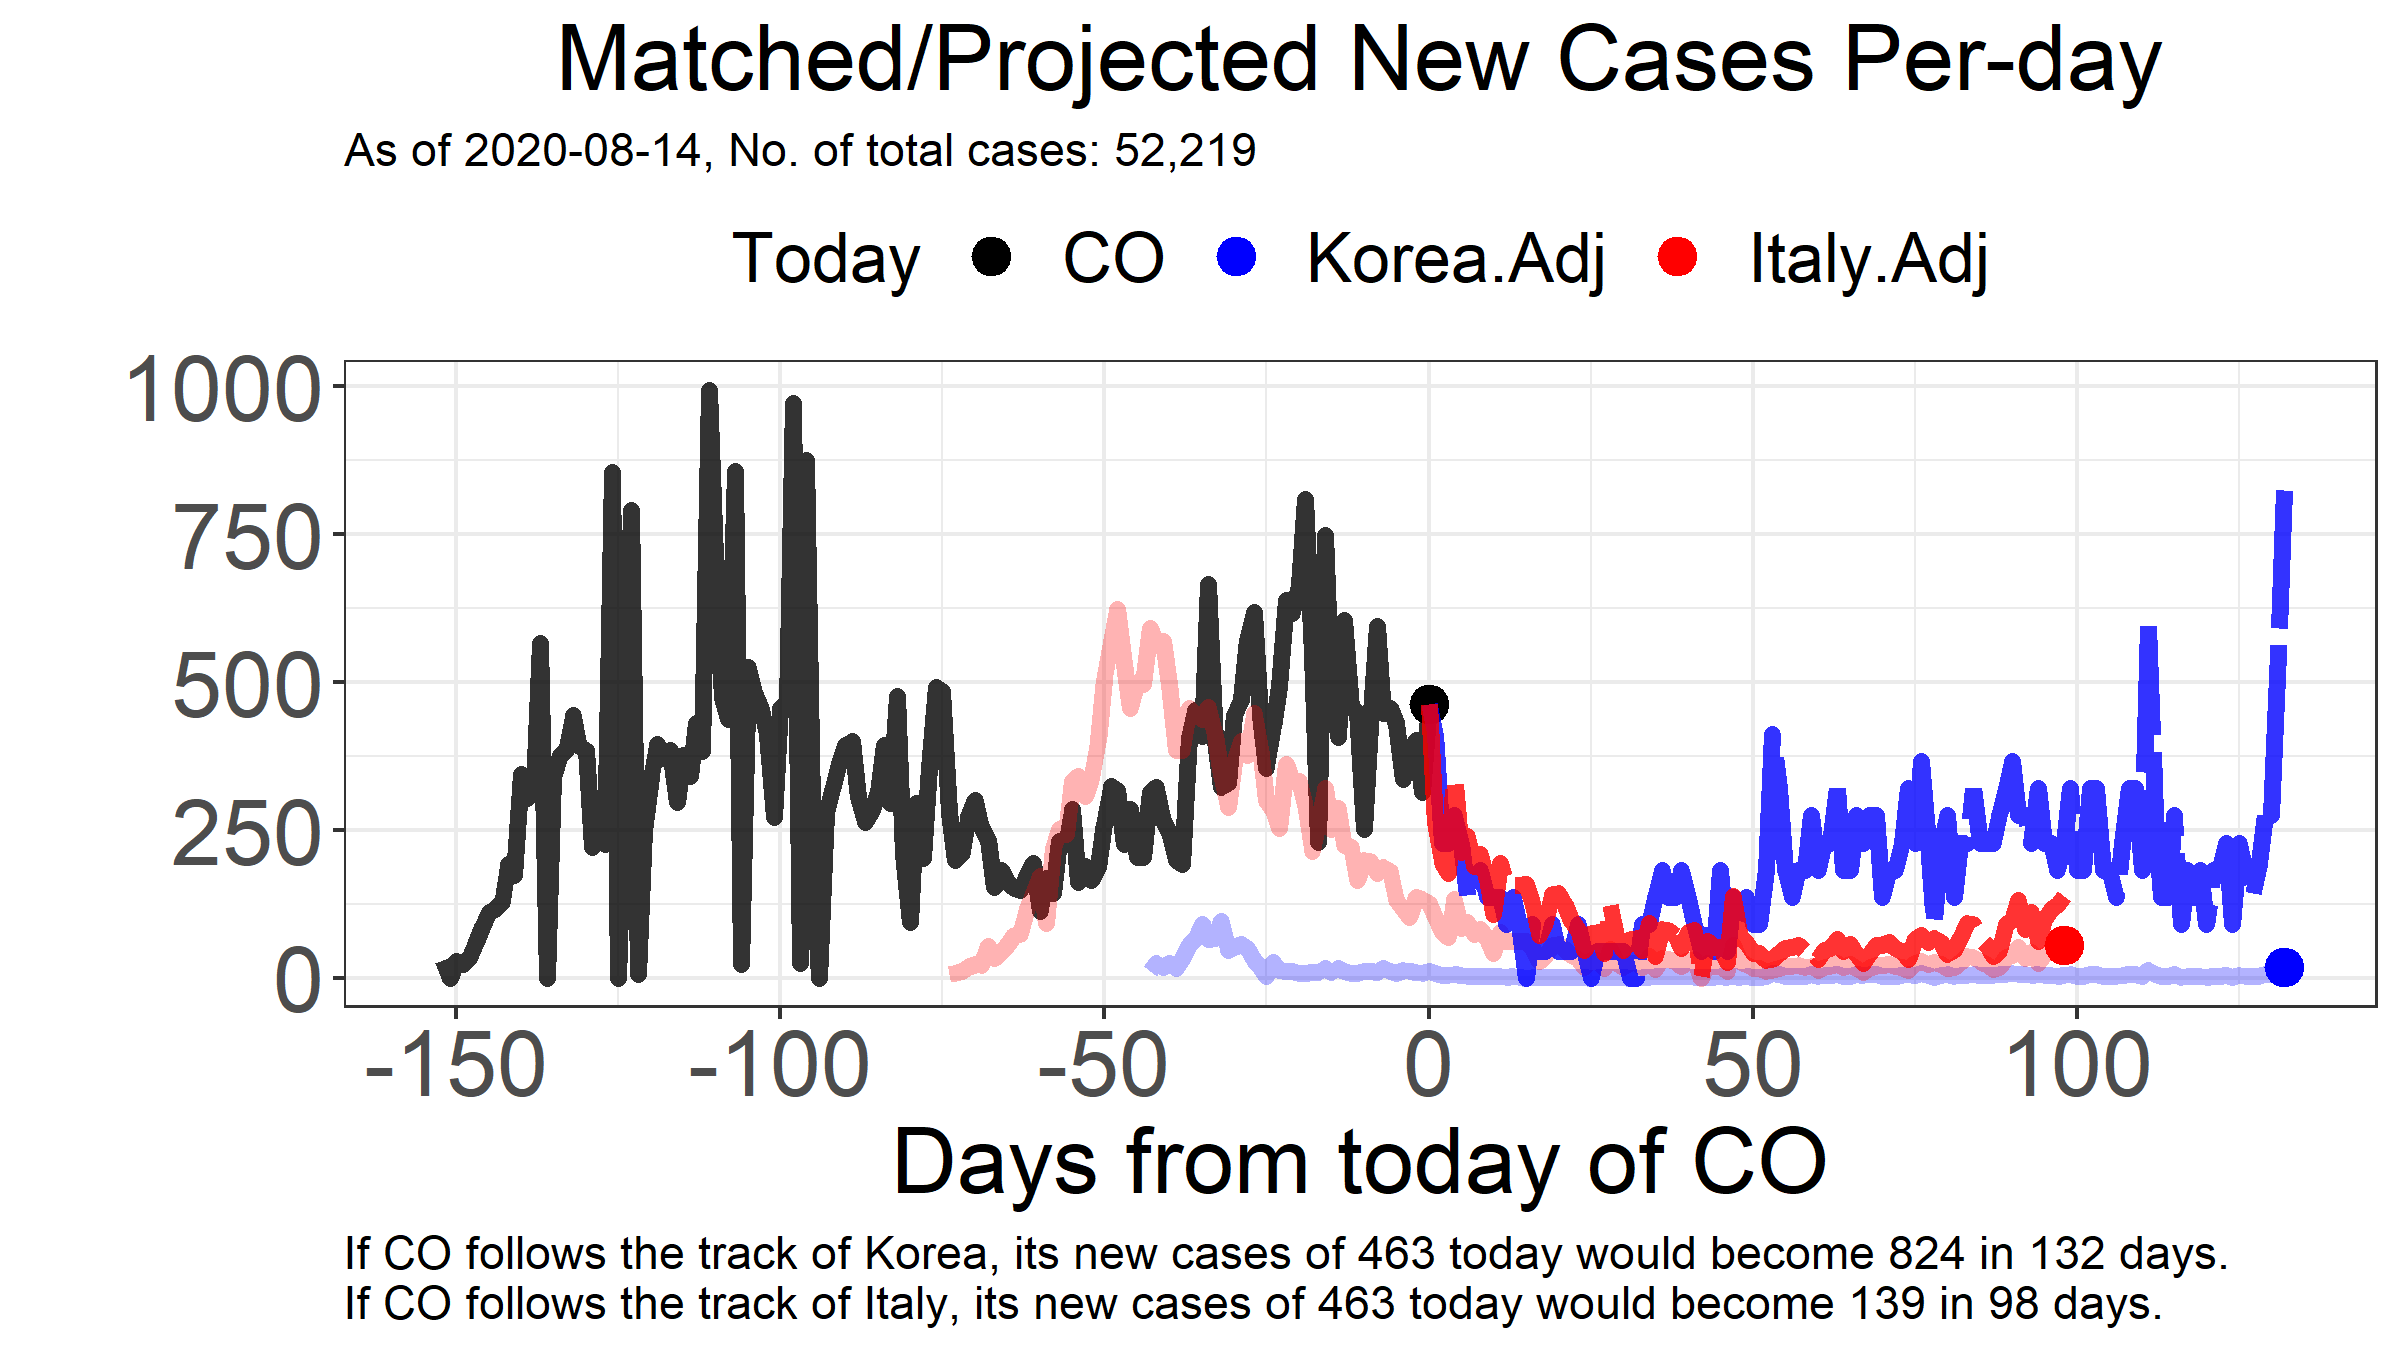 Matched/Projected New Cases Per-day
As of 2020-08-14, No. of total cases: 52,219
Today CO Korea.Adj Italy.Adj
1000
750
500
250
0
-150 -100 -50 0 50 100
Days from today of CO
If CO follows the track of Korea, its new cases of 463 today would become 824 in 132 days.
If CO follows the track of Italy, its new cases of 463 today would become 139 in 98 days.